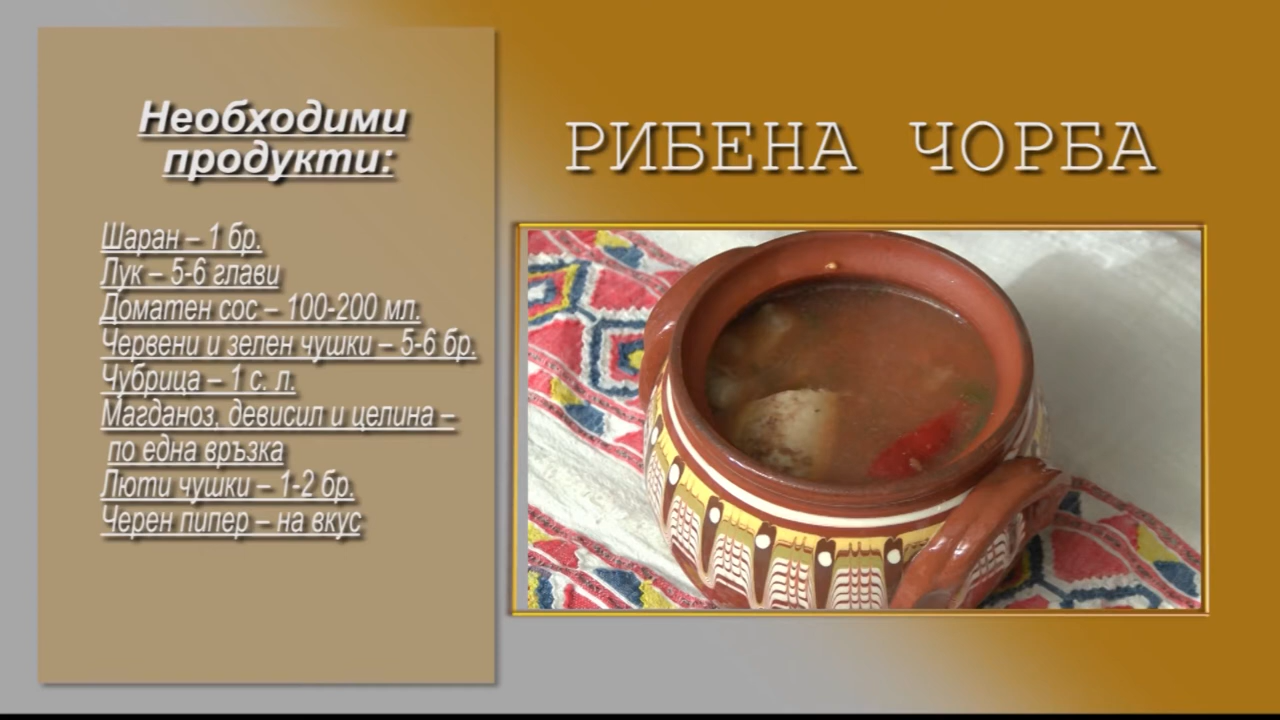 Необходими
продукти:
Шаран – 1 бр.
Лук – 5-6 глави
Доматен сос – 100-200 мл.
Червени и зелен чушки – 5-6 бр.
Чубрица – 1 с. л.
Магданоз, девисил и целина –
по една връзка
Люти чушки – 1-2 бр.
Черен пипер – на вкус
РИБЕНА ЧОРБА